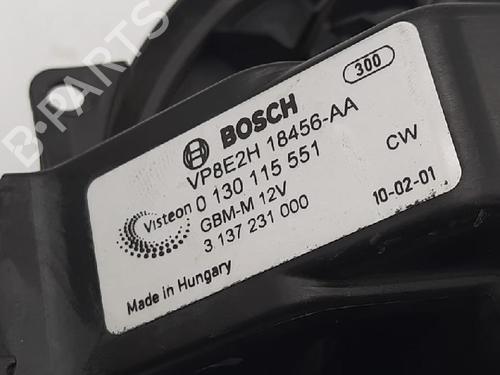 300
BOSCH
VP8E2H 18456-AA
Visteon 0 130 115 551
CW
GBM-M 12V
10-02-01
3 137 231 000
Made in Hungary
B-PARTS